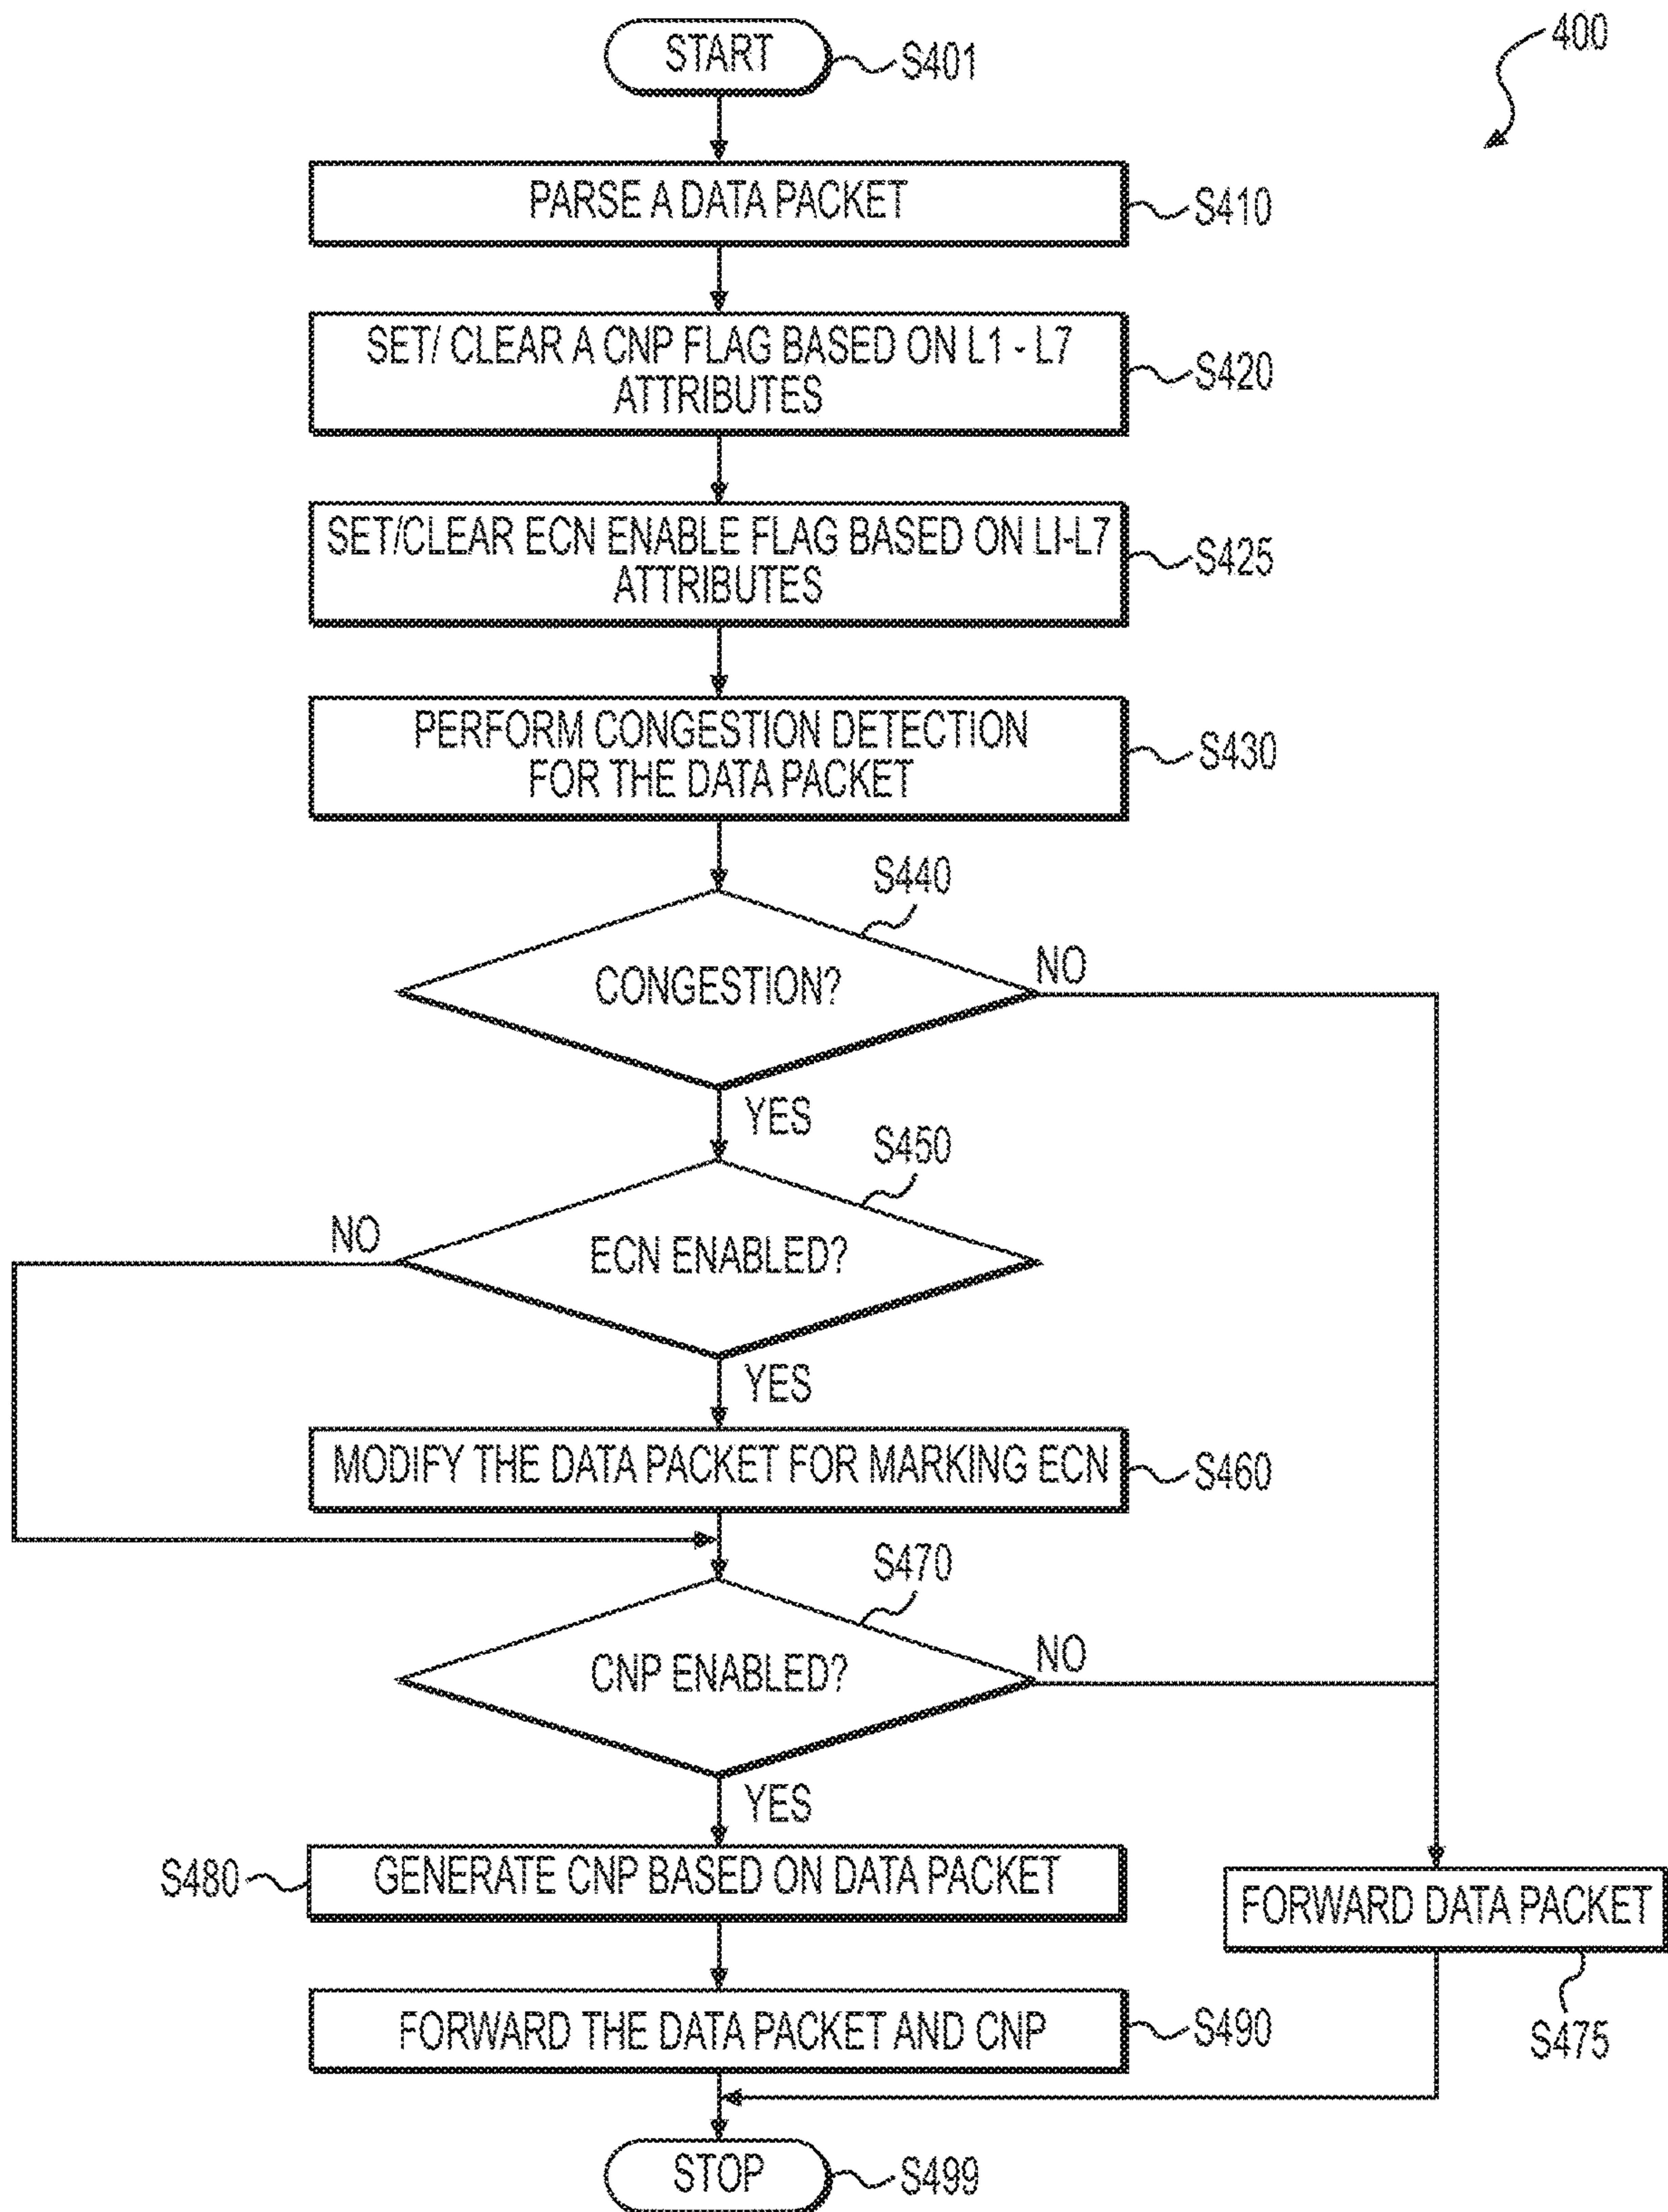 400
START
S401
PARSE A DATA PACKET
S410
SET/ CLEAR A CNP FLAG BASED ON L1 - L7
ATTRIBUTES
S420
SET/CLEAR ECN ENABLE FLAG BASED ON LI-L7
ATTRIBUTES
S425
PERFORM CONGESTION DETECTION
FOR THE DATA PACKET
S430
S440
CONGESTION?
NO
YES
S450
NO
ECN ENABLED?
YES
MODIFY THE DATA PACKET FOR MARKING ECN
S460
S470
CNP ENABLED?
NO
YES
S480
GENERATE CNP BASED ON DATA PACKET
FORWARD DATA PACKET
S475
FORWARD THE DATA PACKET AND CNP
S490
STOP
S499